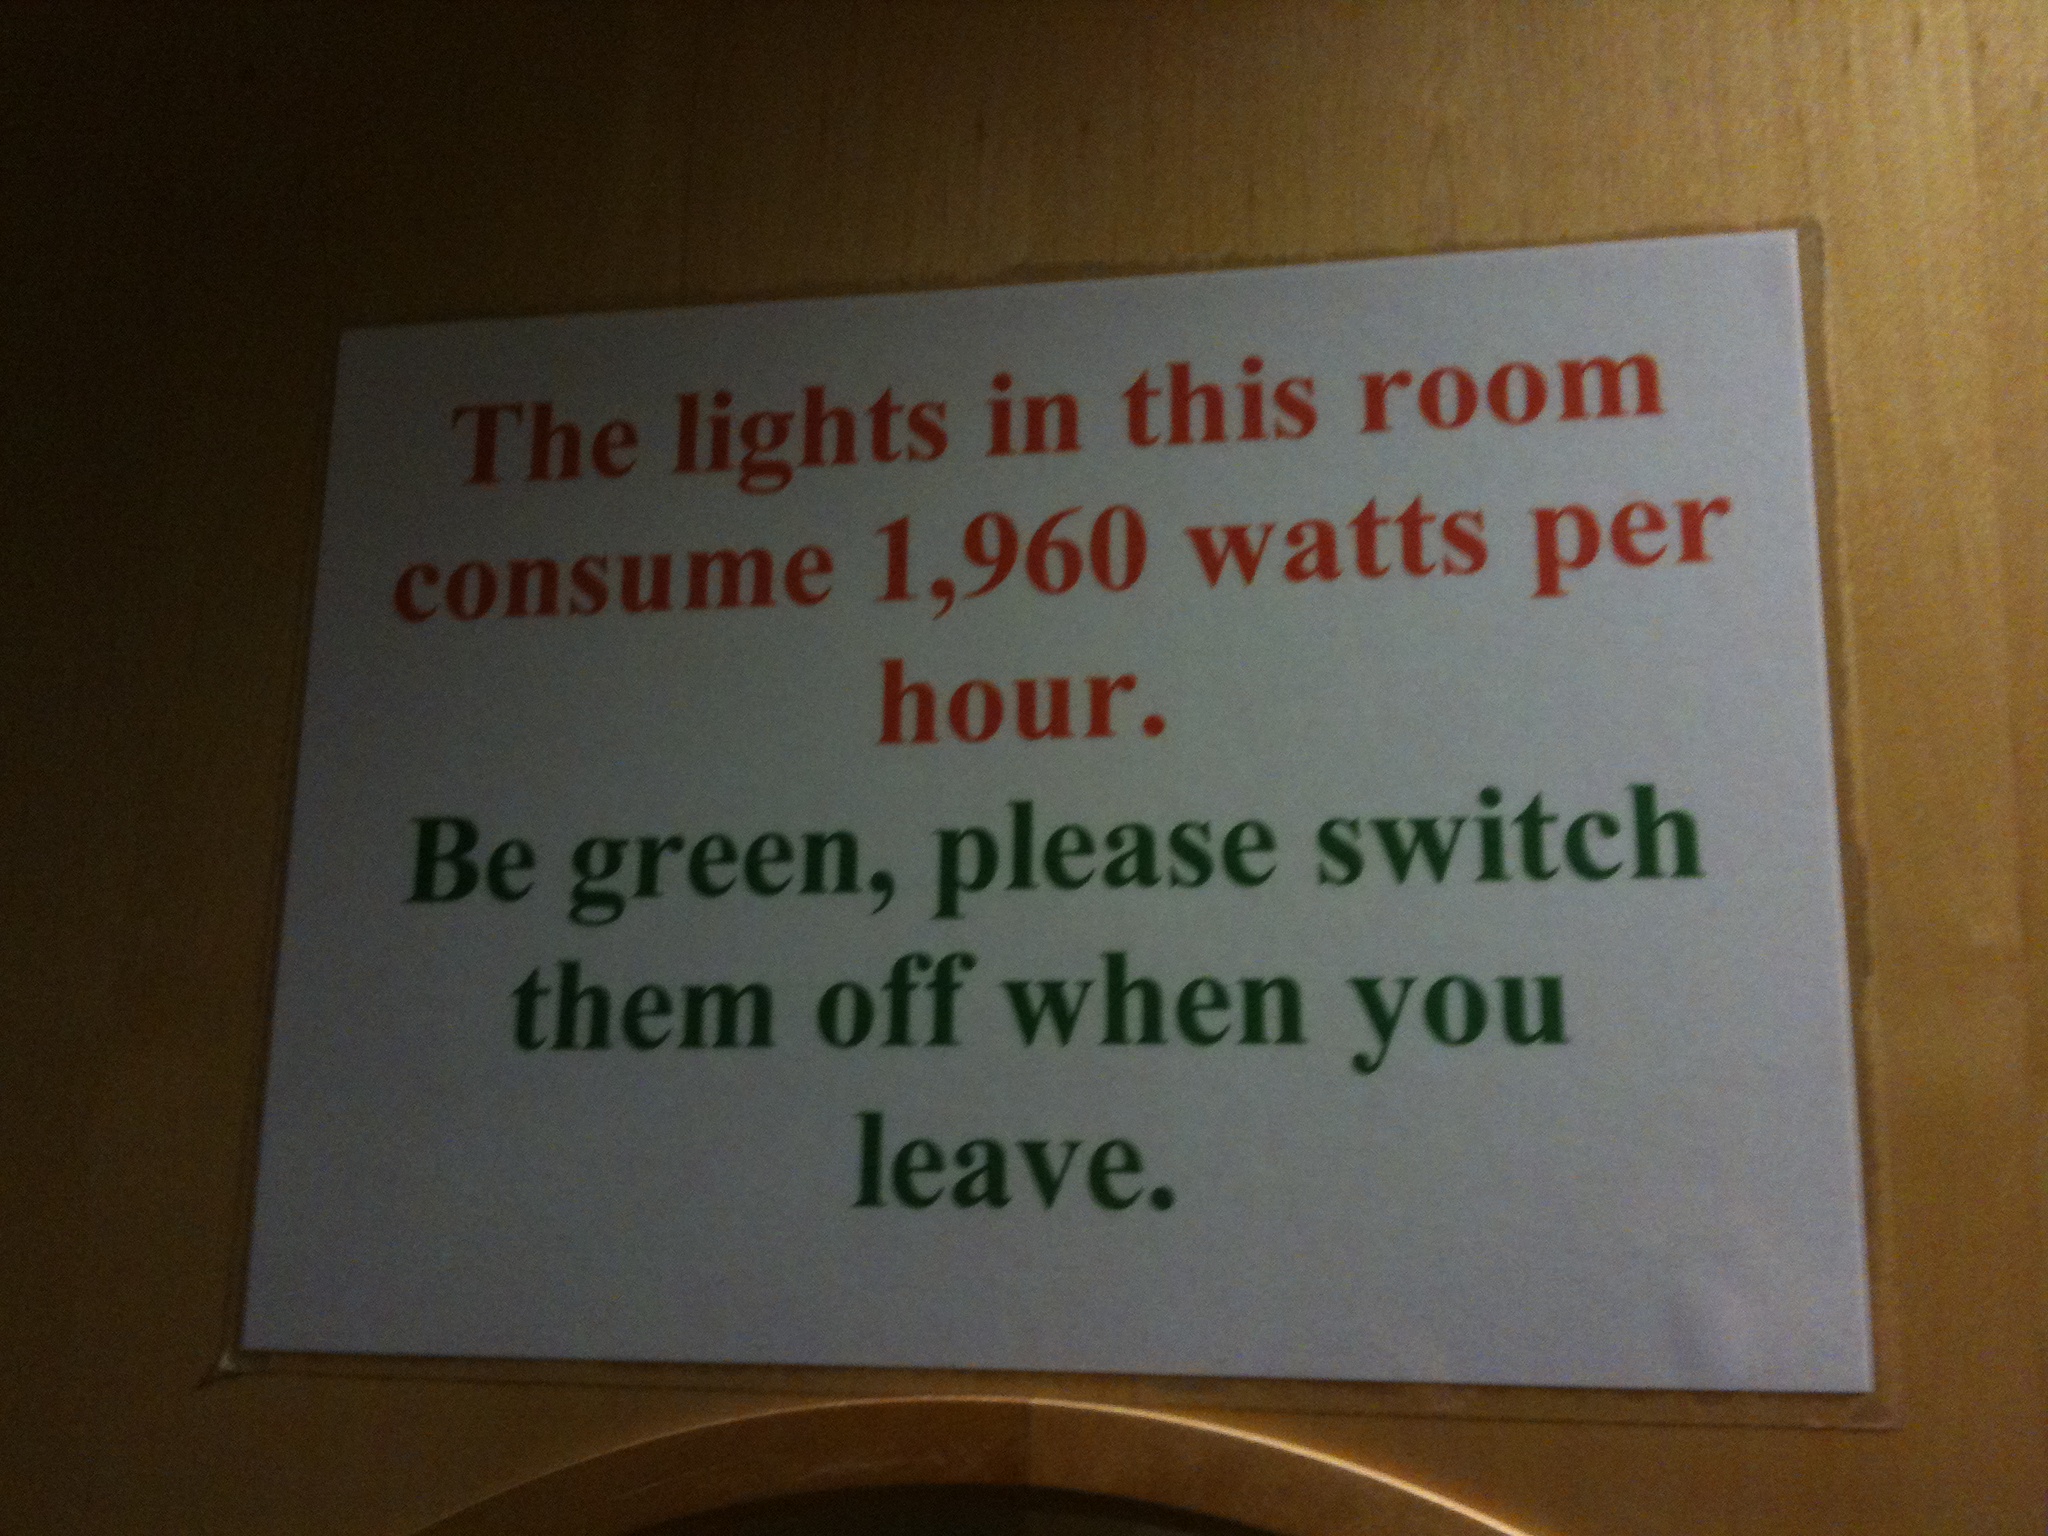 The lights in this room
consume 1,960 watts per
hour.
Be green, please switch
them off when you
leave.